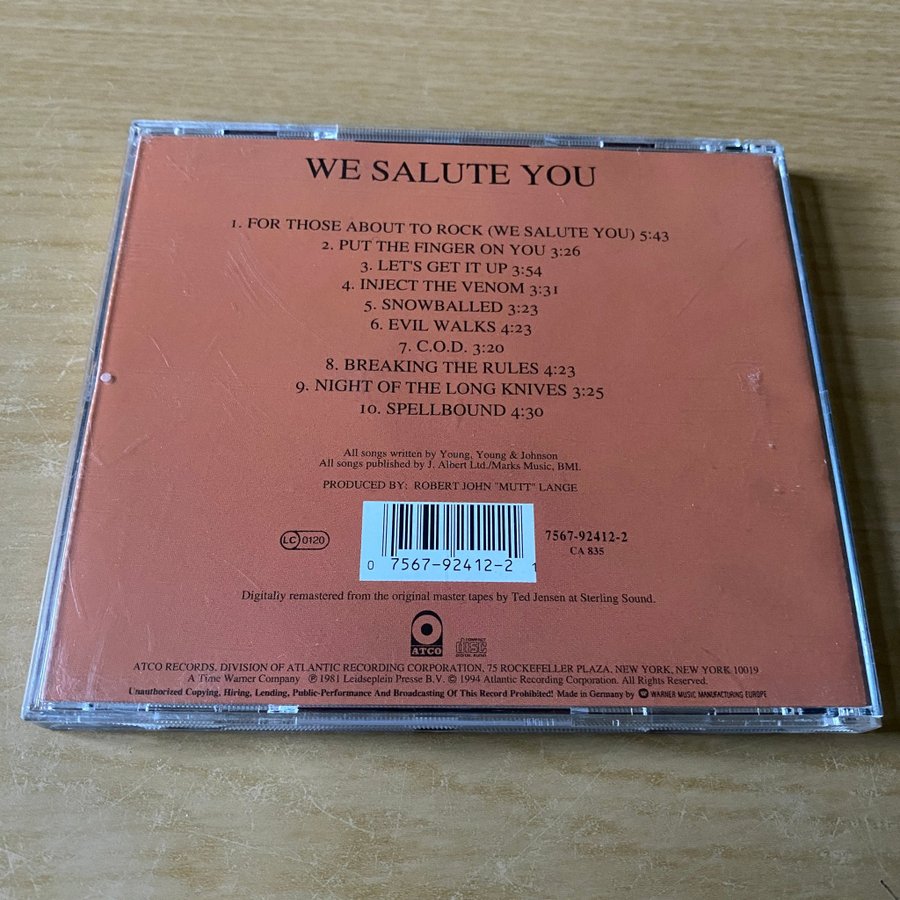 WE SALUTE YOU
1. FOR THOSE ABOUT TO ROCK (WE SALUTE YOU) 5:43
2. PUT THE FINGER ON YOU 3:26
3. LET'S GET IT UP 3:54
4. INJECT THE VENOM 3:31
5. SNOWBALLED 3:23
6. EVIL WALKS 4:23
7. C.O.D. 3:20
8. BREAKING THE RULES 4:23
9. NIGHT OF THE LONG KNIVES 3:25
10. SPELLBOUND 4:30
All songs written by Young, Young & Johnson
All songs published by J. Albert Ltd./Marks Music, BMI.
PRODUCED BY: ROBERT JOHN "MUTT" LANGE
LC 0120
0 7567-92412-2 1
7567-92412-2
CA 835
Digitally remastered from the original master tapes by Ted Jensen at Sterling Sound.
ATCO
COMPACT
disc
DIGITAL AUDIO
ATCO RECORDS, DIVISION OF ATLANTIC RECORDING CORPORATION, 75 ROCKEFELLER PLAZA, NEW YORK, NEW YORK 10019
A Time Warner Company ℗ 1981 Leidseplein Presse B.V. © 1994 Atlantic Recording Corporation. All Rights Reserved.
Unauthorized Copying, Hiring, Lending, Public-Performance And Broadcasting Of This Record Prohibited! Made in Germany by WARNER MUSIC MANUFACTURING EUROPE